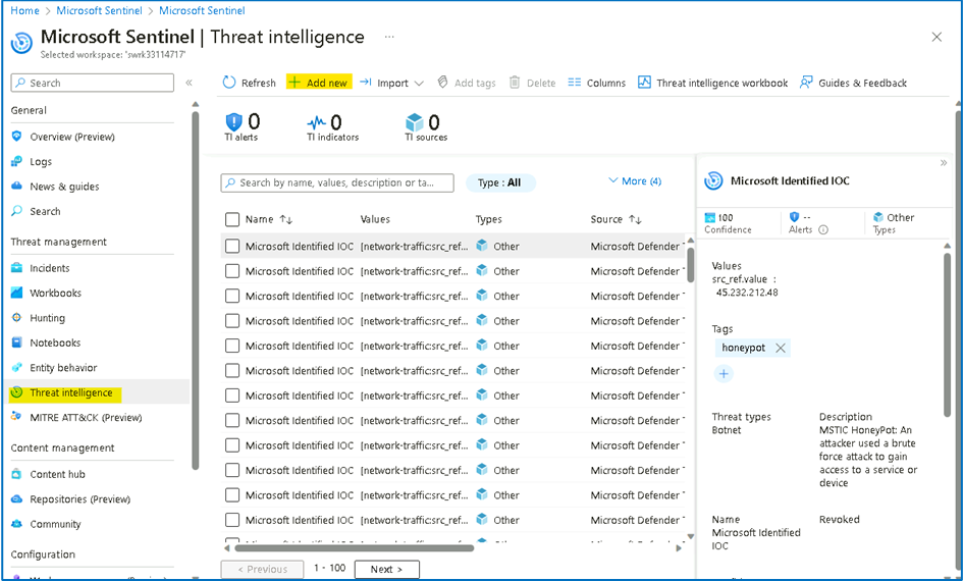 Home > Microsoft Sentinel > Microsoft Sentinel
Microsoft Sentinel | Threat intelligence ...
Selected workspace: 'swrk33114717'
Search «
General
Overview (Preview)
Logs
News & guides
Search
Threat management
Incidents
Workbooks
Hunting
Notebooks
Entity behavior
Threat intelligence
MITRE ATT&CK (Preview)
Content management
Content hub
Repositories (Preview)
Community
Configuration
Refresh + Add new Import Add tags Delete Columns Threat intelligence workbook Guides & Feedback
0 0 0
TI alerts TI indicators TI sources
Search by name, values, description or ta... Type : All More (4)
Name ↑↓ Values Types Source ↑↓
Microsoft Identified IOC [network-traffic:src_ref... Other Microsoft Defender
Microsoft Identified IOC [network-traffic:src_ref... Other Microsoft Defender
Microsoft Identified IOC [network-traffic:src_ref... Other Microsoft Defender
Microsoft Identified IOC [network-traffic:src_ref... Other Microsoft Defender
Microsoft Identified IOC [network-traffic:src_ref... Other Microsoft Defender
Microsoft Identified IOC [network-traffic:src_ref... Other Microsoft Defender
Microsoft Identified IOC [network-traffic:src_ref... Other Microsoft Defender
Microsoft Identified IOC [network-traffic:src_ref... Other Microsoft Defender
Microsoft Identified IOC [network-traffic:src_ref... Other Microsoft Defender
Microsoft Identified IOC [network-traffic:src_ref... Other Microsoft Defender
Microsoft Identified IOC [network-traffic:src_ref... Other Microsoft Defender
Microsoft Identified IOC [network-traffic:src_ref... Other Microsoft Defender
< Previous 1 - 100 Next >
»
Microsoft Identified IOC
100 -- Other
Confidence Alerts Types
Values
src_ref.value :
45.232.212.48
Tags
honeypot
Threat types
Botnet
Description
MSTIC HoneyPot: An
attacker used a brute
force attack to gain
access to a service or
device
Name
Microsoft Identified
IOC
Revoked